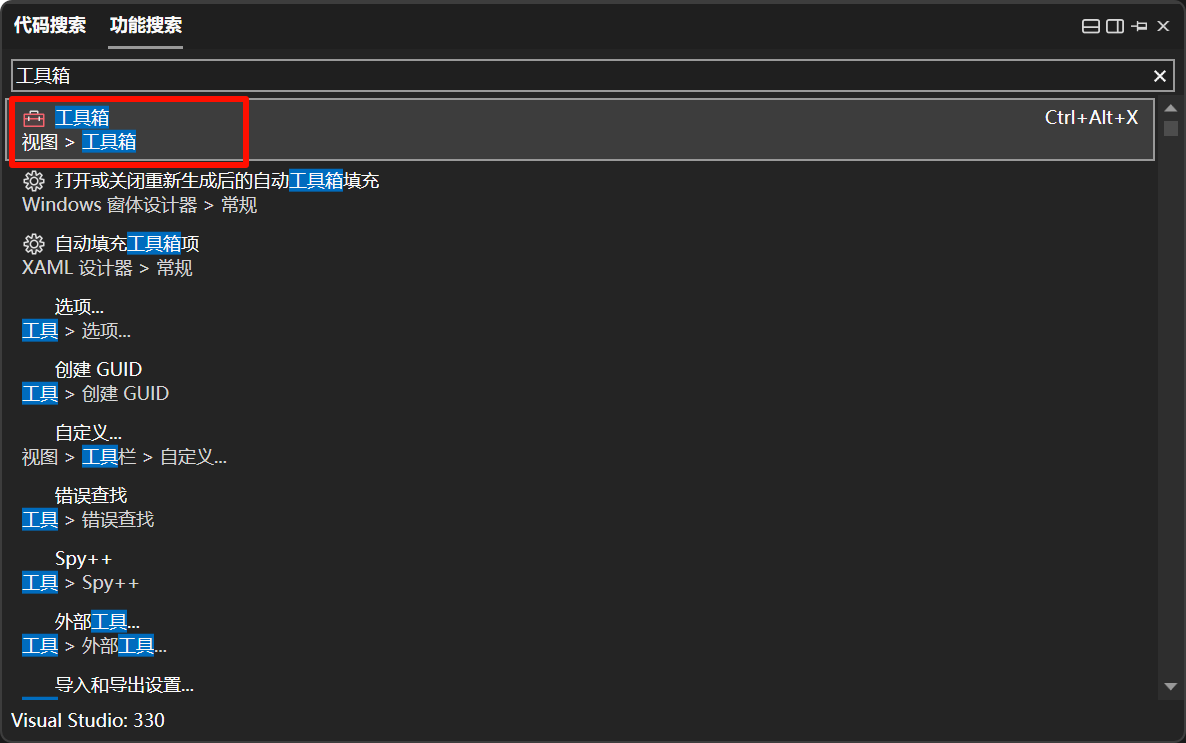 代码搜索 功能搜索
工具箱
工具箱 Ctrl+Alt+X
视图 > 工具箱
打开或关闭重新生成后的自动工具箱填充
Windows 窗体设计器 > 常规
自动填充工具箱项
XAML 设计器 > 常规
选项...
工具 > 选项...
创建 GUID
工具 > 创建 GUID
自定义...
视图 > 工具栏 > 自定义...
错误查找
工具 > 错误查找
Spy++
工具 > Spy++
外部工具...
工具 > 外部工具...
导入和导出设置...
Visual Studio: 330